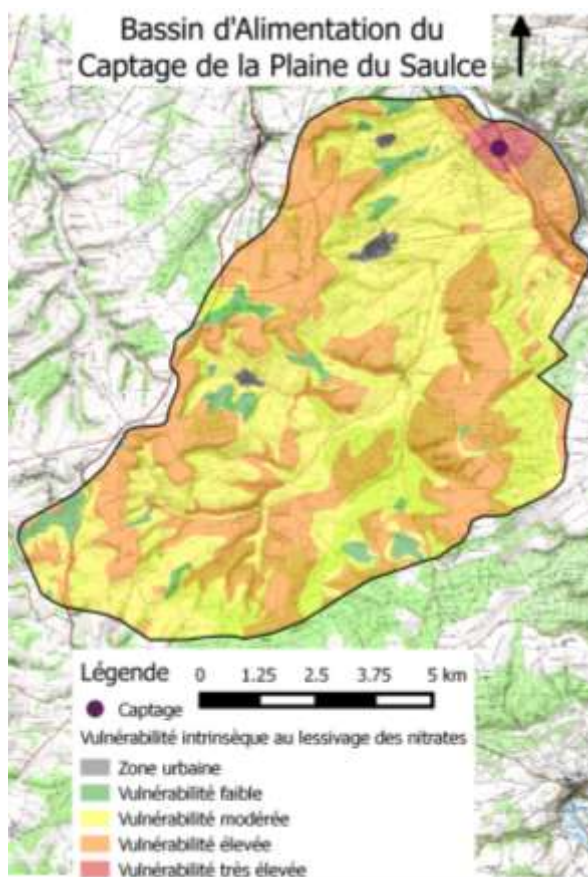 Bassin d'Alimentation du
Captage de la Plaine du Saulce
Légende
0 1.25 2.5 3.75 5 km
Captage
Vulnérabilité intrinsèque au lessivage des nitrates
Zone urbaine
Vulnérabilité faible
Vulnérabilité modérée
Vulnérabilité élevée
Vulnérabilité très élevée